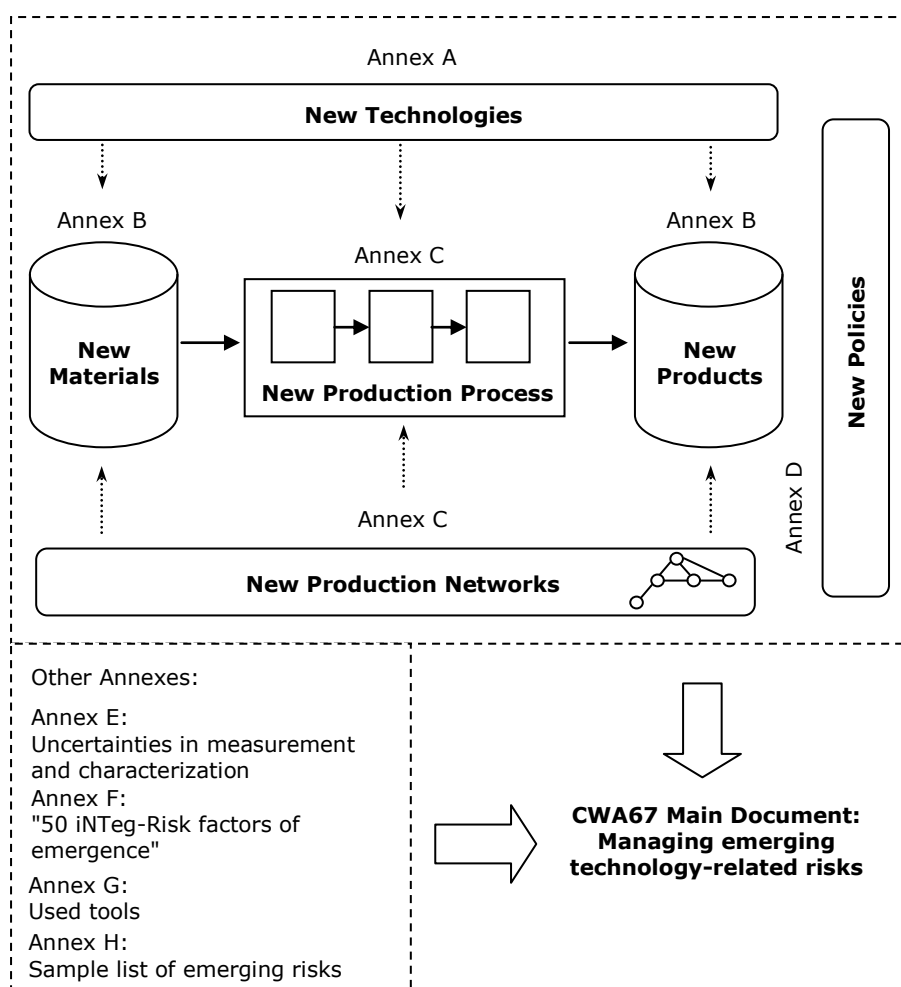 Annex A
New Technologies
Annex B
Annex C
Annex B
New
Materials
New Production Process
New
Products
New Policies
Annex D
Annex C
New Production Networks
Other Annexes:
Annex E:
Uncertainties in measurement
and characterization
Annex F:
"50 iNTeg-Risk factors of
emergence"
Annex G:
Used tools
Annex H:
Sample list of emerging risks
CWA67 Main Document:
Managing emerging
technology-related risks